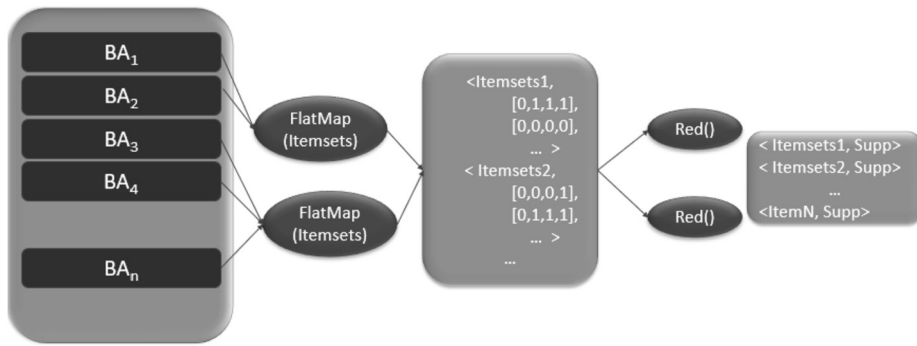 BA₁
BA₂
BA₃
BA₄
BAₙ
FlatMap
(Itemsets)
FlatMap
(Itemsets)
<Itemsets1,
[0,1,1,1],
[0,0,0,0],
... >
< Itemsets2,
[0,0,0,1],
[0,1,1,1],
... >
...
Red()
Red()
< Itemsets1, Supp>
< Itemsets2, Supp>
...
<ItemN, Supp>